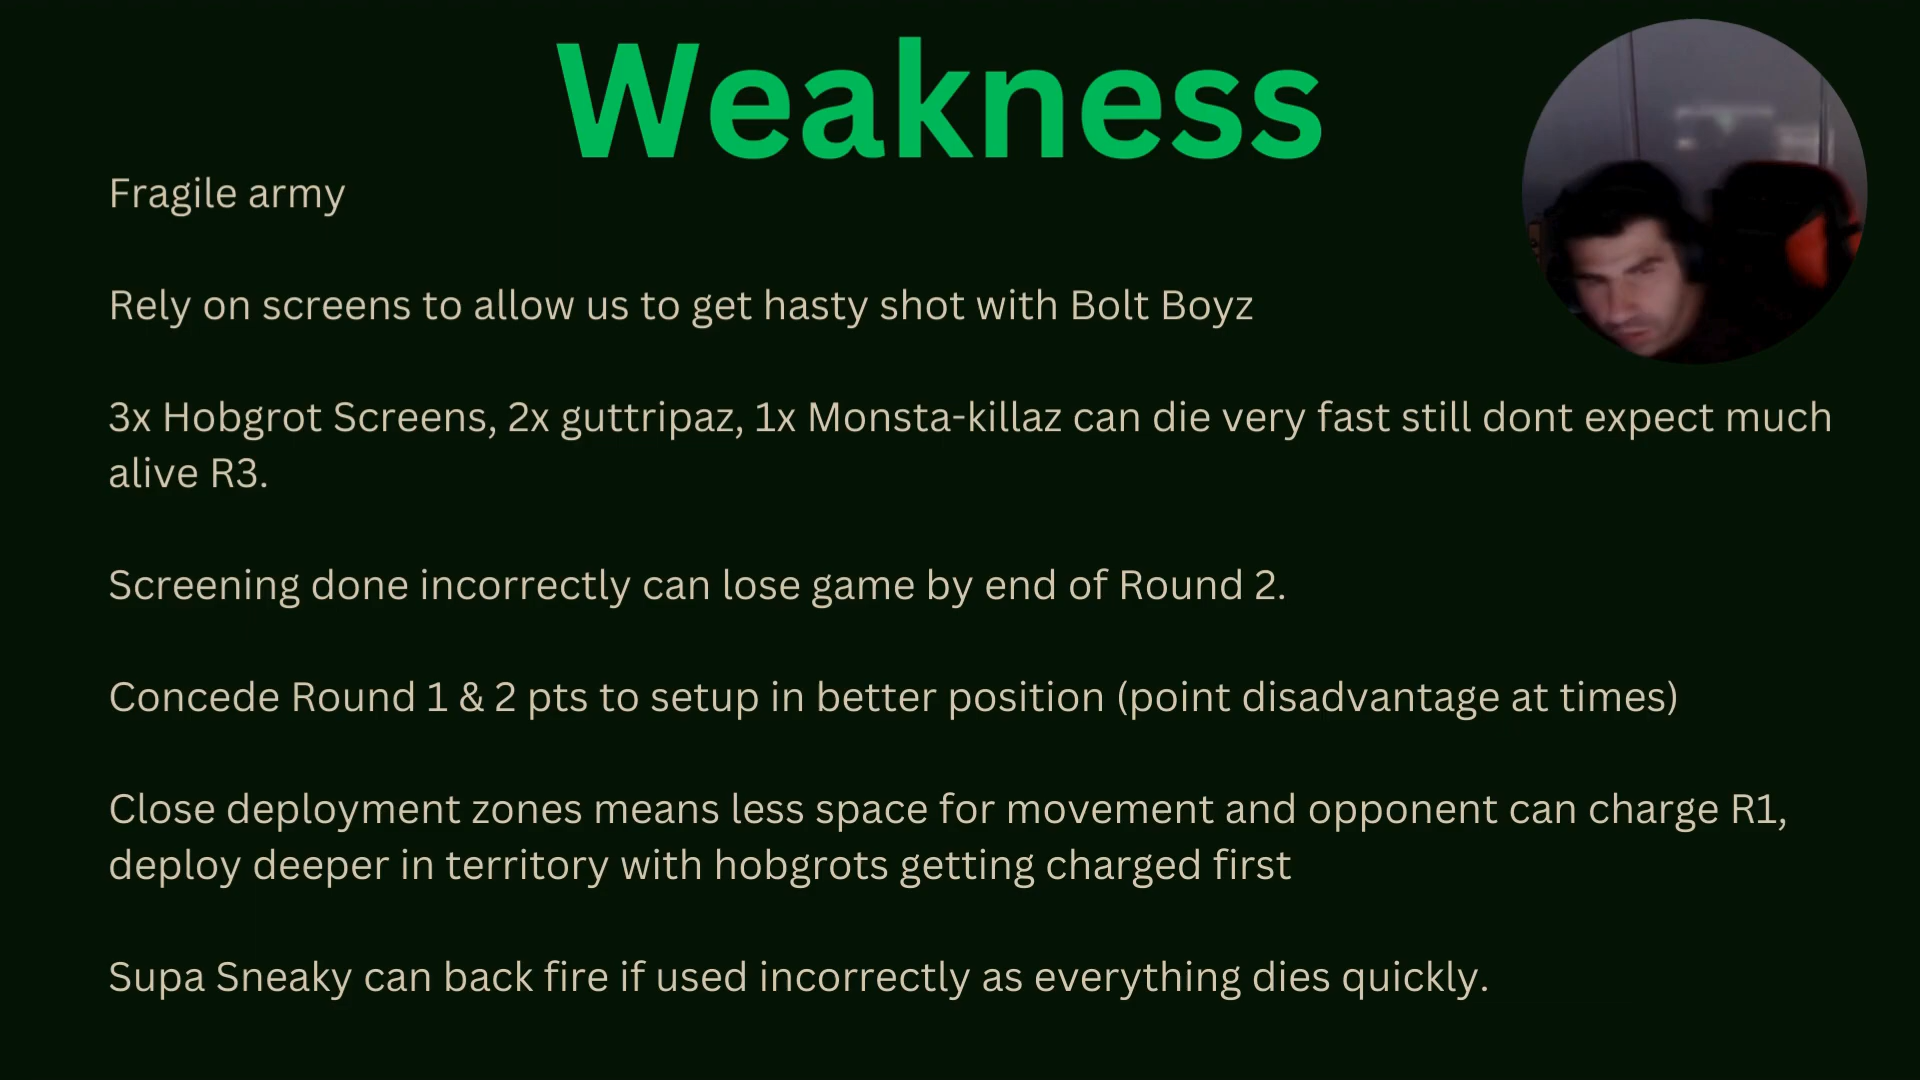 Weakness
Fragile army
Rely on screens to allow us to get hasty shot with Bolt Boyz
3x Hobgrot Screens, 2x guttripaz, 1x Monsta-killaz can die very fast still dont expect much
alive R3.
Screening done incorrectly can lose game by end of Round 2.
Concede Round 1 & 2 pts to setup in better position (point disadvantage at times)
Close deployment zones means less space for movement and opponent can charge R1,
deploy deeper in territory with hobgrots getting charged first
Supa Sneaky can back fire if used incorrectly as everything dies quickly.